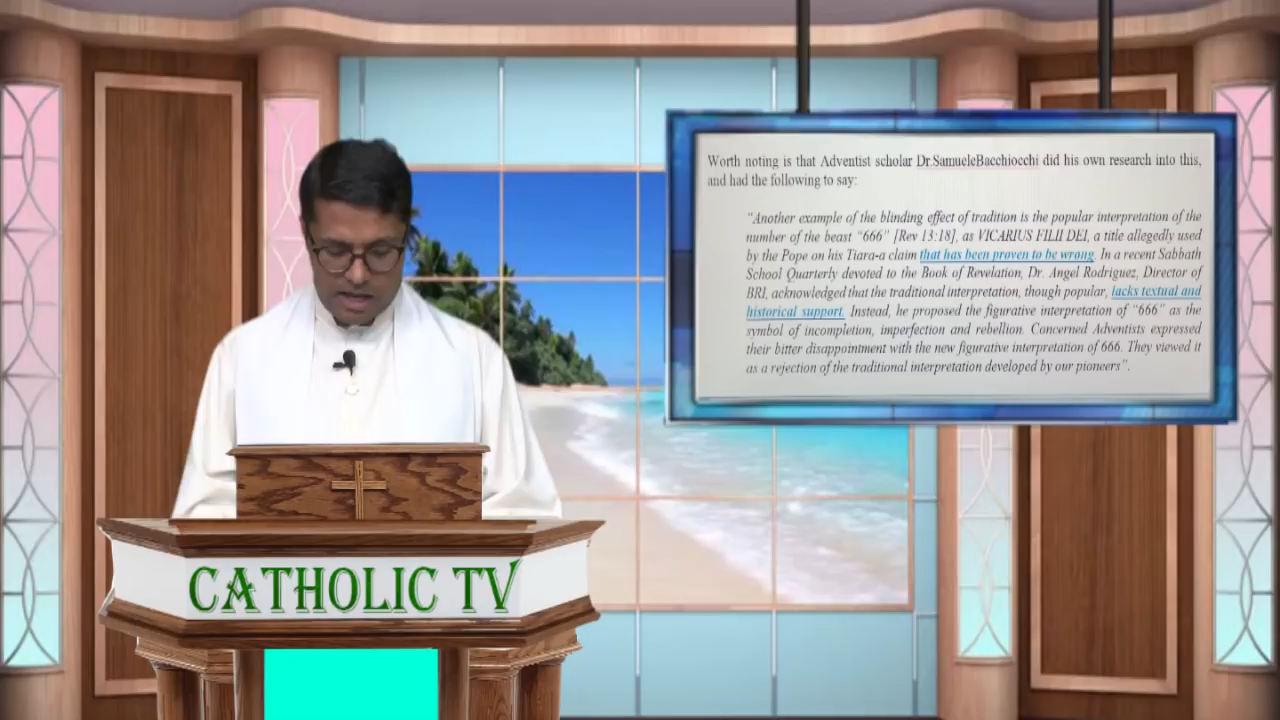 Worth noting is that Adventist scholar Dr.SamueleBacchiocchi did his own research into this,
and had the following to say:
"Another example of the blinding effect of tradition is the popular interpretation of the
number of the beast "666" [Rev 13:18], as VICARIUS FILII DEI, a title allegedly used
by the Pope on his Tiara-a claim that has been proven to be wrong. In a recent Sabbath
School Quarterly devoted to the Book of Revelation, Dr. Angel Rodriguez, Director of
BRI, acknowledged that the traditional interpretation, though popular, lacks textual and
historical support. Instead, he proposed the figurative interpretation of "666" as the
symbol of incompletion, imperfection and rebellion. Concerned Adventists expressed
their bitter disappointment with the new figurative interpretation of 666. They viewed it
as a rejection of the traditional interpretation developed by our pioneers".
CATHOLIC TV